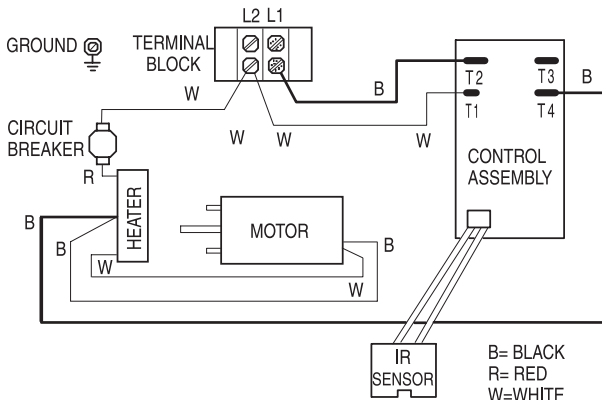 L2 L1
GROUND
TERMINAL
BLOCK
T2
T3
B
B
W
T1
T4
W
W
W
CIRCUIT
BREAKER
R
CONTROL
ASSEMBLY
HEATER
MOTOR
B
B
B
W
W
IR
SENSOR
B= BLACK
R= RED
W=WHITE